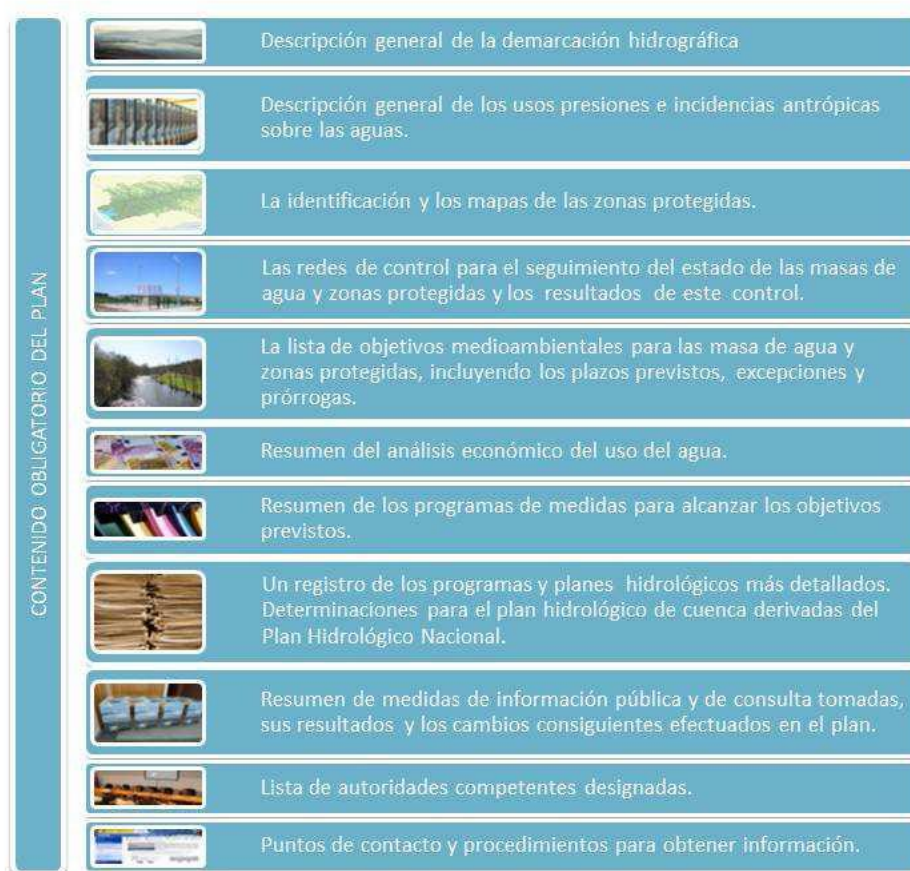 CONTENIDO OBLIGATORIO DEL PLAN
Descripción general de la demarcación hidrográfica
Descripción general de los usos presiones e incidencias antrópicas
sobre las aguas.
La identificación y los mapas de las zonas protegidas.
Las redes de control para el seguimiento del estado de las masas de
agua y zonas protegidas y los resultados de este control.
La lista de objetivos medioambientales para las masa de agua y
zonas protegidas, incluyendo los plazos previstos, excepciones y
prórrogas.
Resumen del análisis económico del uso del agua.
Resumen de los programas de medidas para alcanzar los objetivos
previstos.
Un registro de los programas y planes hidrológicos más detallados.
Determinaciones para el plan hidrológico de cuenca derivadas del
Plan Hidrológico Nacional.
Resumen de medidas de información pública y de consulta tomadas,
sus resultados y los cambios consiguientes efectuados en el plan.
Lista de autoridades competentes designadas.
Puntos de contacto y procedimientos para obtener información.